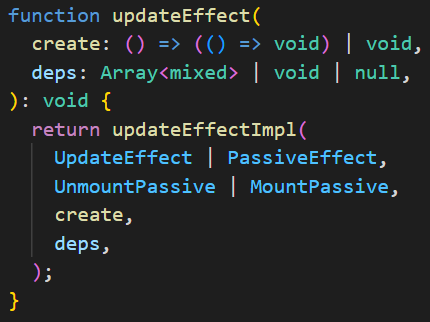 function updateEffect(
  create: () => (() => void) | void,
  deps: Array<mixed> | void | null,
): void {
  return updateEffectImpl(
    UpdateEffect | PassiveEffect,
    UnmountPassive | MountPassive,
    create,
    deps,
  );
}